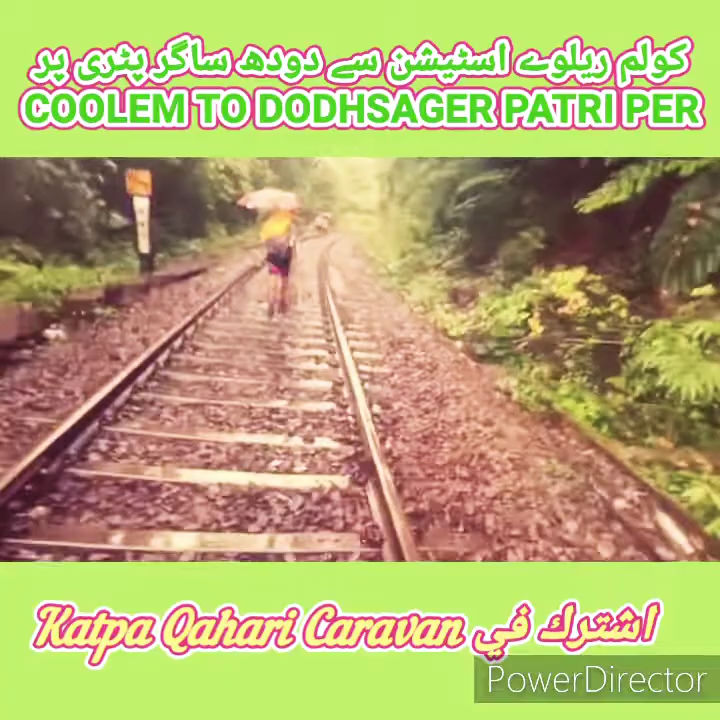 کولم ریلوے اسٹیشن سے دودھ ساگر پٹری پر
COOLEM TO DODHSAGER PATRI PER
Katpa Qahari Caravan اشترك في
PowerDirector